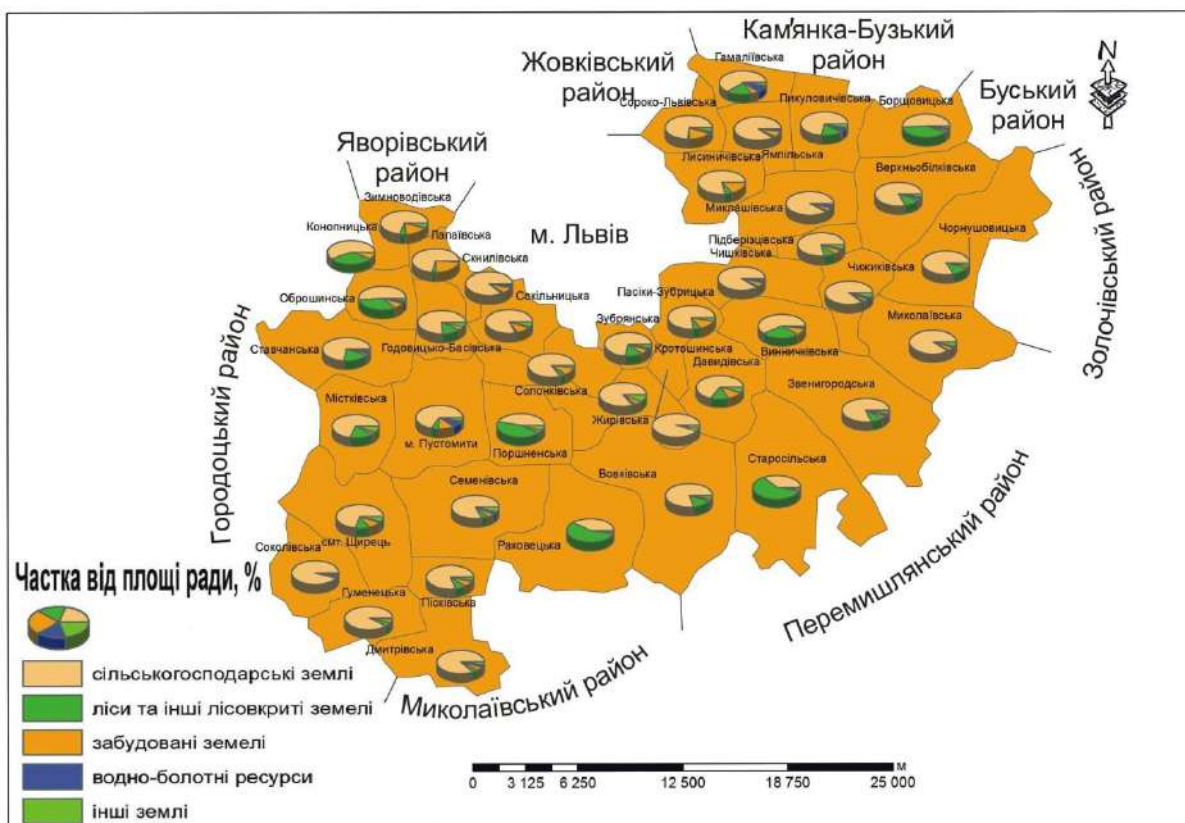 Кам'янка-Бузький
район
Гамаліївська
Жовківський
район
N
Сороко-Львівська
Пикуловичівська
Борщовицька
Буський
район
Яворівський
район
Лисиничівська
Ямпільська
Верхньобілківська
Золочівський район
Зимноводівська
Миклашівська
Конопницька
Лапаївська
м. Львів
Підберізцівська
Чорнушовицька
Скнилівська
Чишківська
Чижиківська
Оброшинська
Сокільницька
Пасіки-Зубрицька
Миколаївська
Зубрянська
Ставчанська
Годовицько-Басівська
Кротошинська
Винничківська
Давидівська
Солонківська
Звенигородська
Містківська
Жирівська
м. Пустомити
Поршненська
Городоцький район
Старосільська
Вовківська
Семенівська
Перемишлянський район
смт. Щирець
Раковецька
Соколівська
Частка від площі ради, %
Гуменецька
Пісківська
Дмитрівська
Миколаївський район
сільськогосподарські землі
ліси та інші лісовкриті земелі
забудовані земелі
водно-болотні ресурси
інші землі
м
0 3 125 6 250 12 500 18 750 25 000